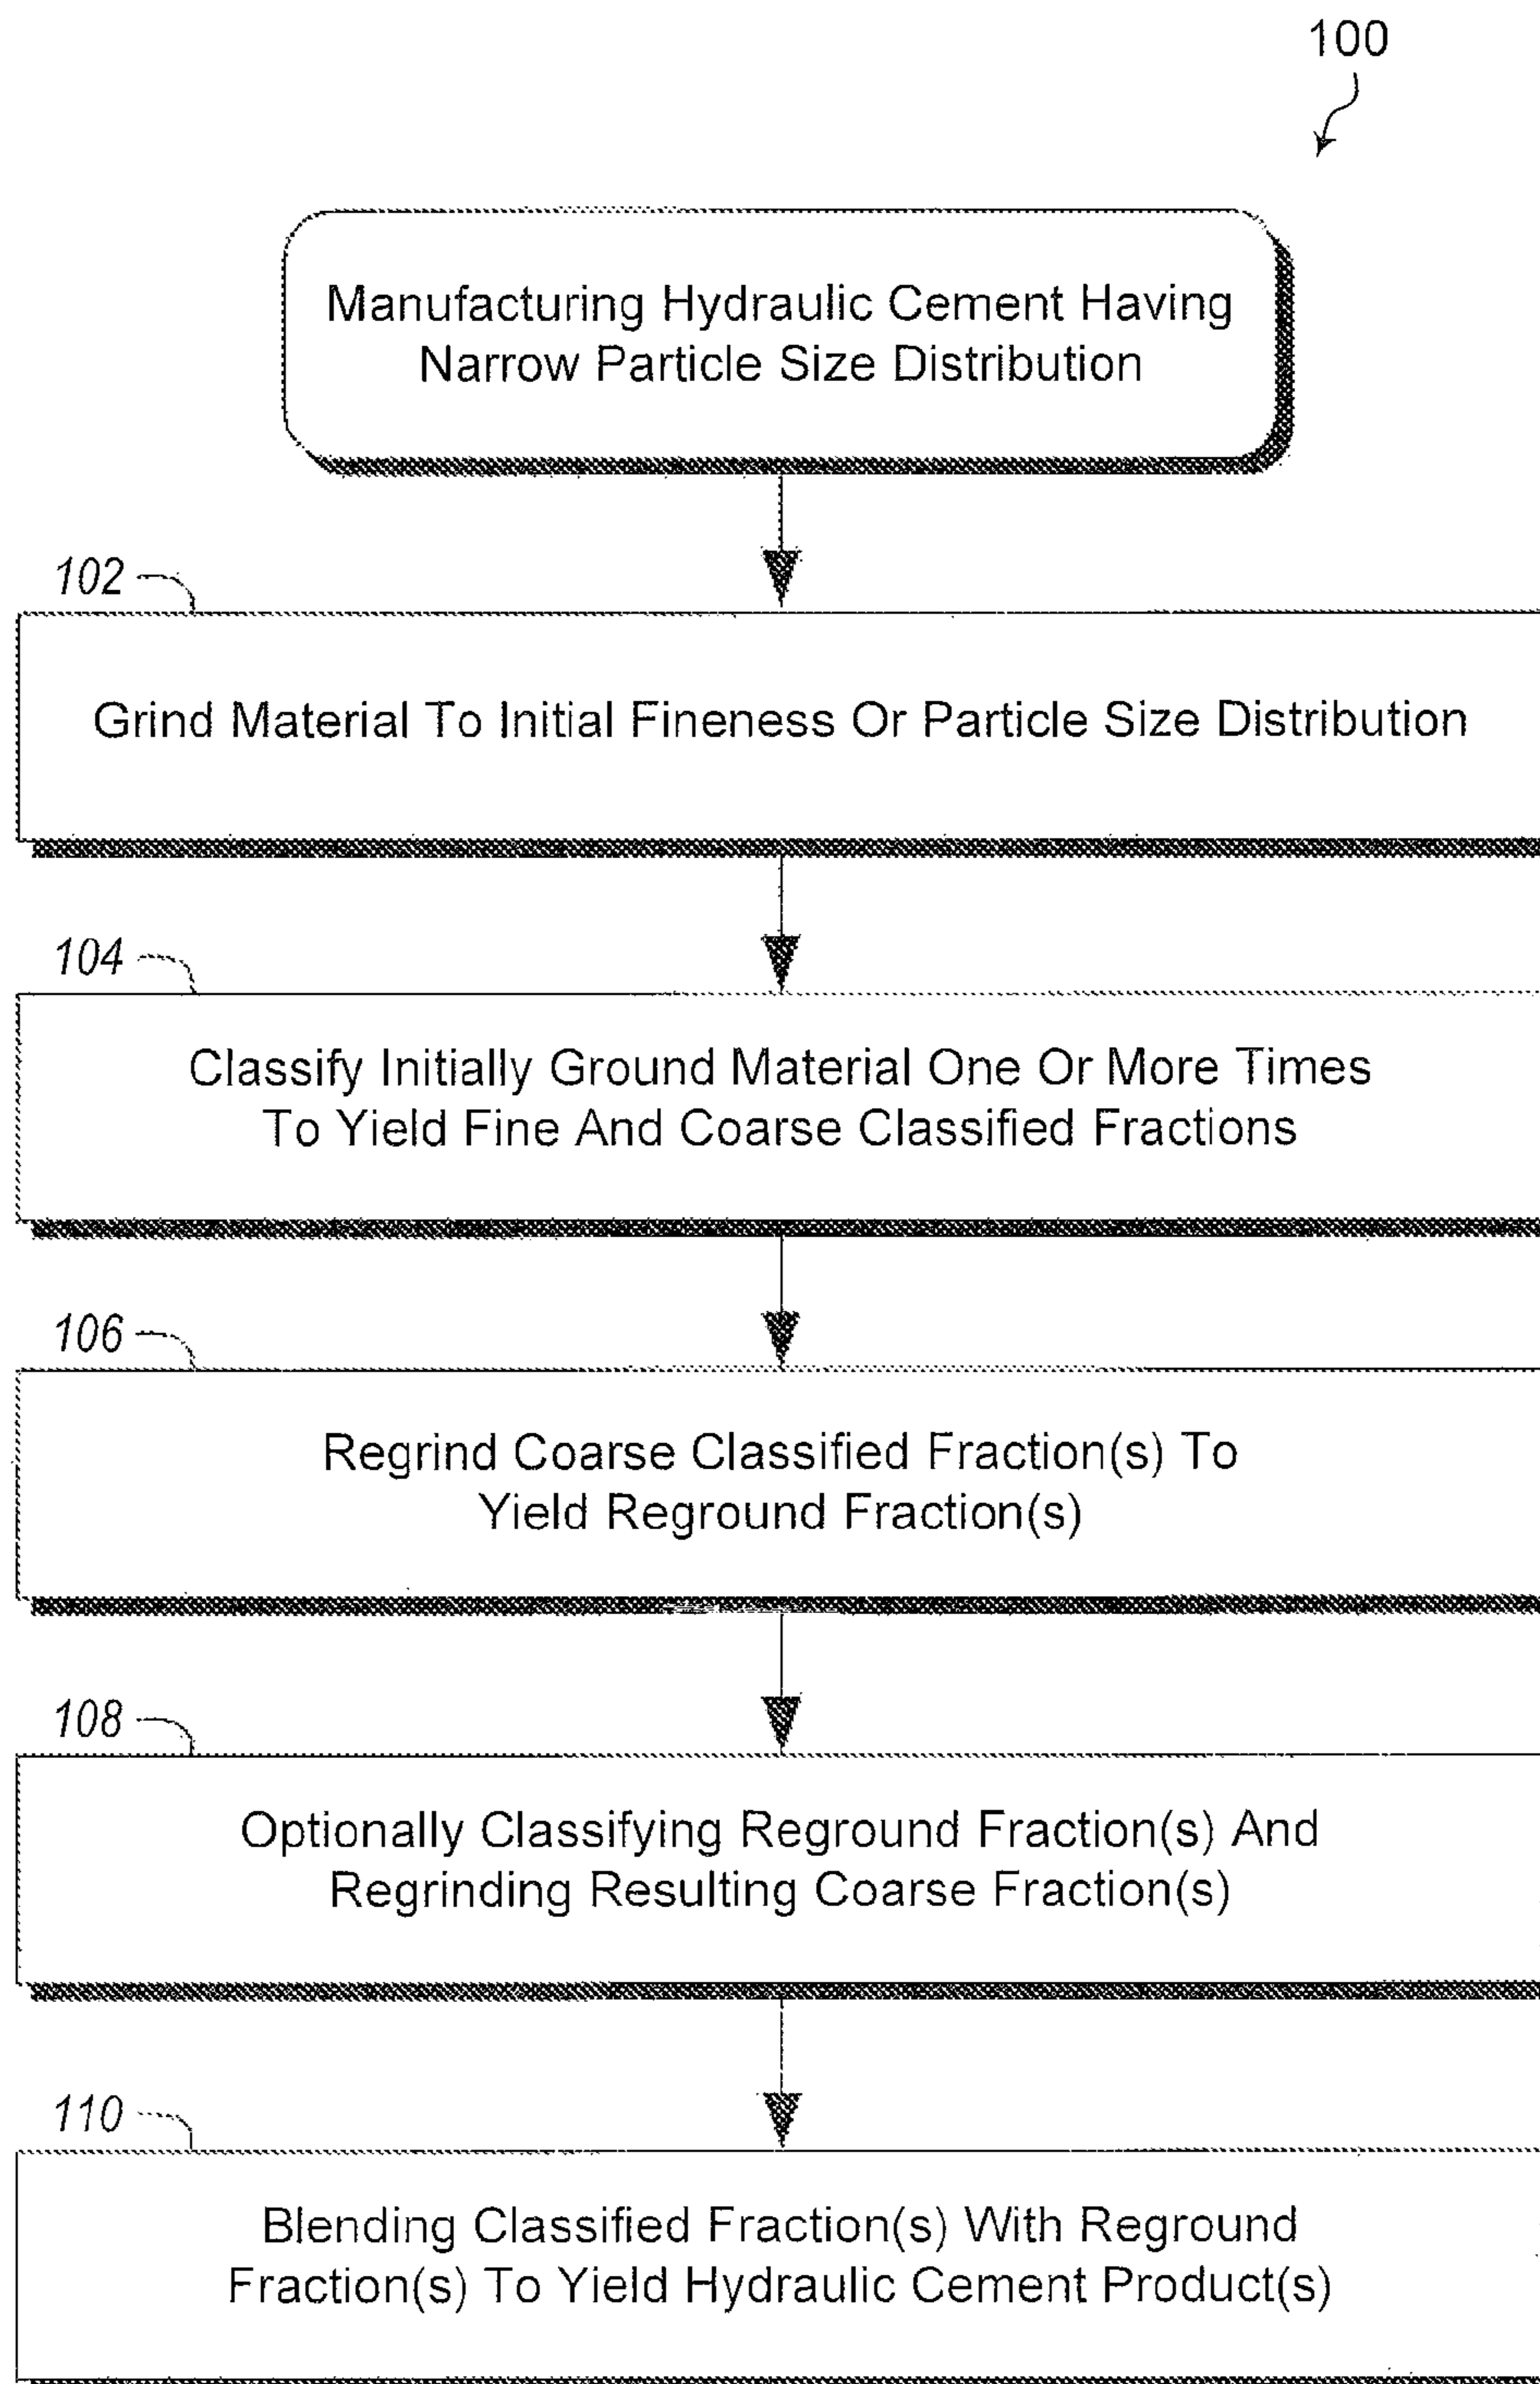 100
Manufacturing Hydraulic Cement Having
Narrow Particle Size Distribution
102
Grind Material To Initial Fineness Or Particle Size Distribution
104
Classify Initially Ground Material One Or More Times
To Yield Fine And Coarse Classified Fractions
106
Regrind Coarse Classified Fraction(s) To
Yield Reground Fraction(s)
108
Optionally Classifying Reground Fraction(s) And
Regrinding Resulting Coarse Fraction(s)
110
Blending Classified Fraction(s) With Reground
Fraction(s) To Yield Hydraulic Cement Product(s)